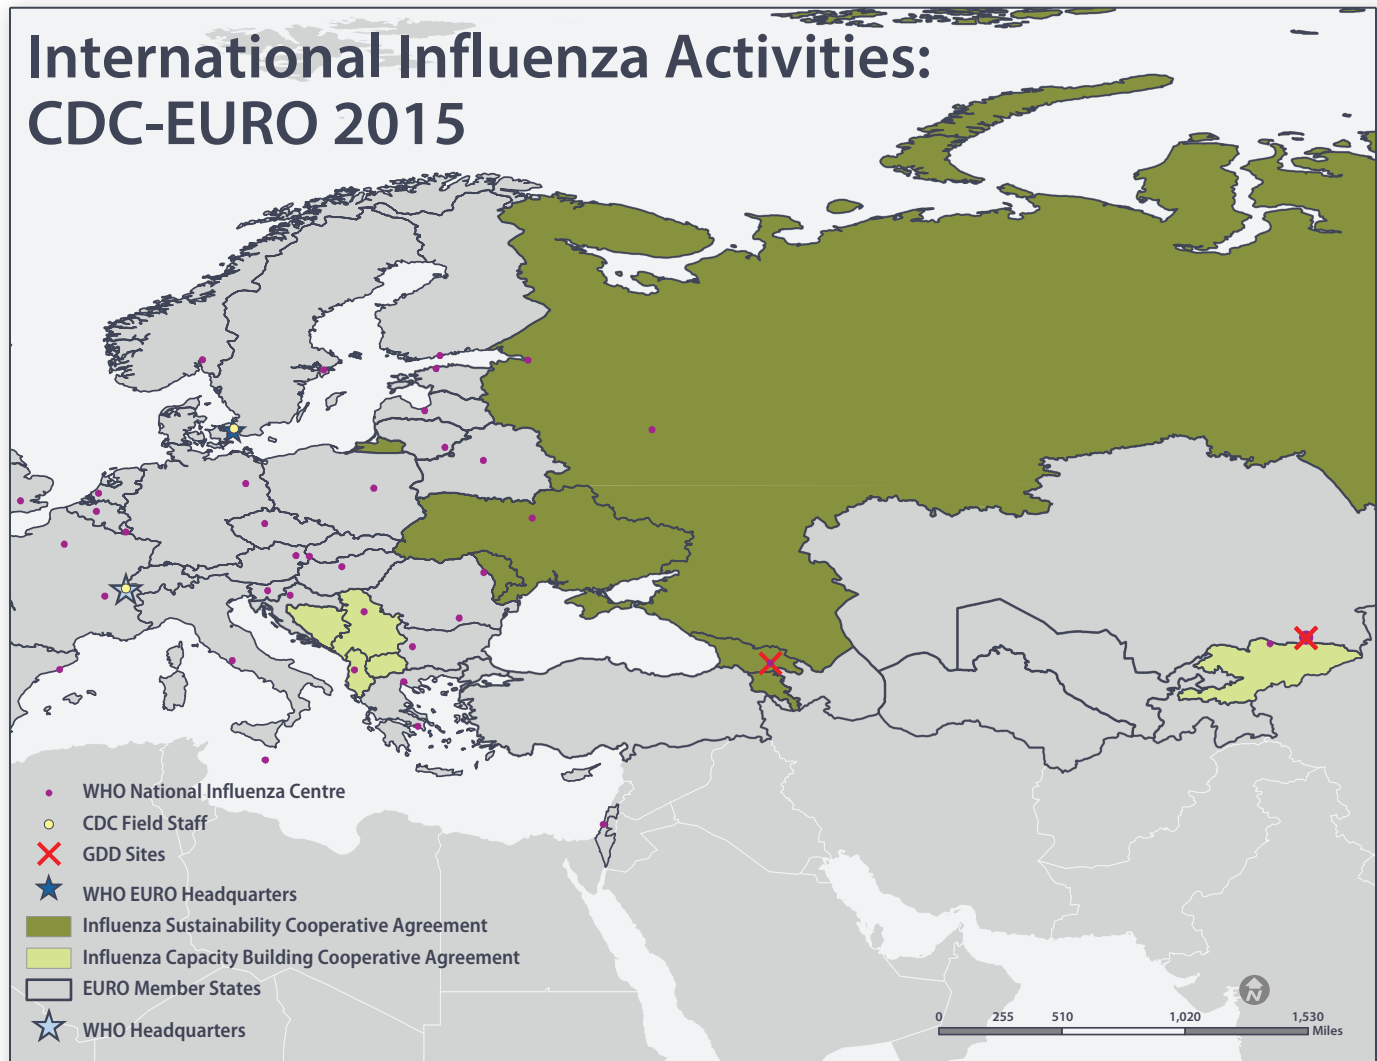 International Influenza Activities:
CDC-EURO 2015
WHO National Influenza Centre
CDC Field Staff
GDD Sites
WHO EURO Headquarters
Influenza Sustainability Cooperative Agreement
Influenza Capacity Building Cooperative Agreement
EURO Member States
WHO Headquarters
N
0 255 510 1,020 1,530
Miles